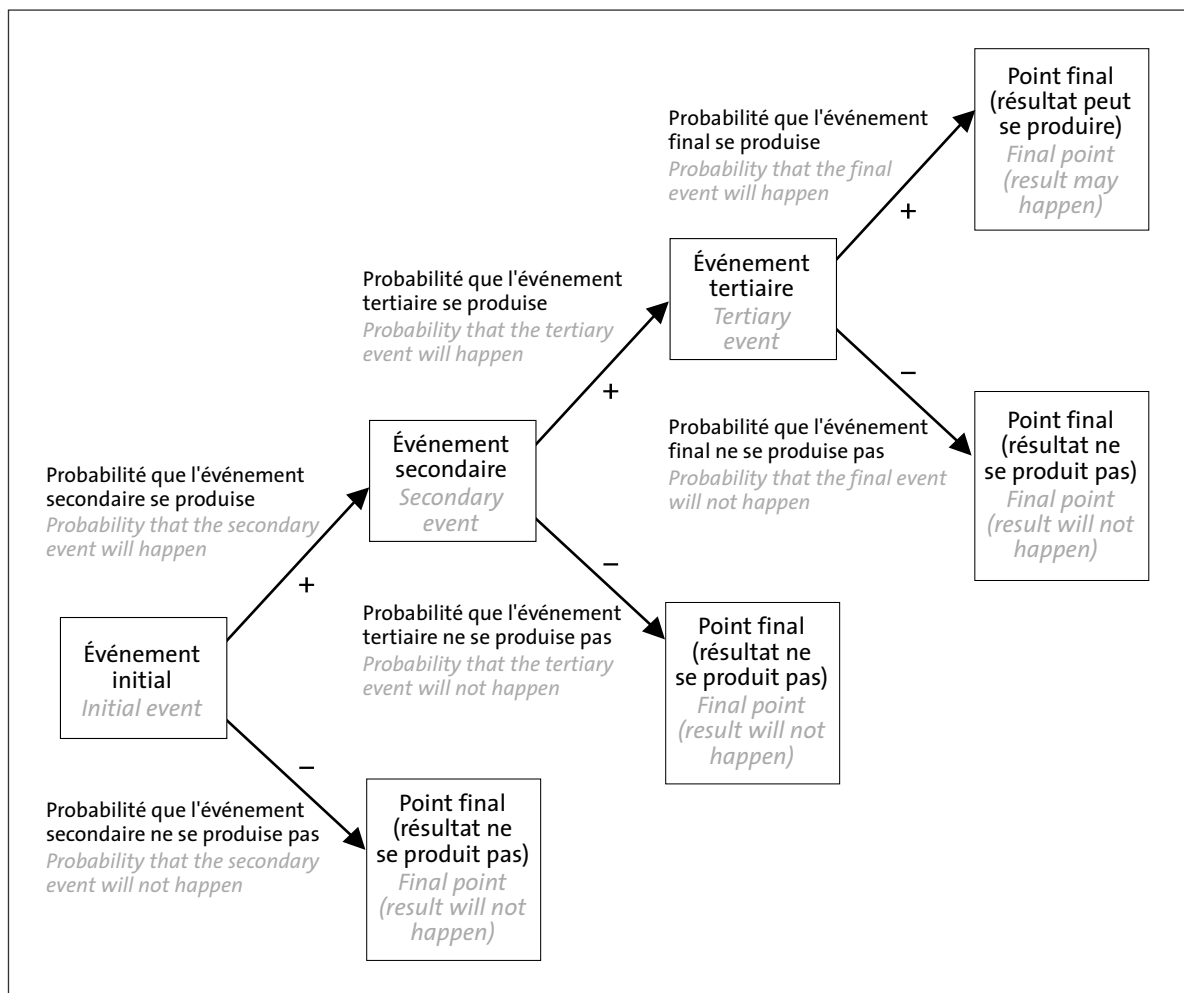 Point final
(résultat peut
se produire)
Final point
(result may
happen)
Probabilité que l'événement
final se produise
Probability that the final
event will happen
+
Événement
tertiaire
Tertiary
event
Probabilité que l'événement
tertiaire se produise
Probability that the tertiary
event will happen
+
–
Probabilité que l'événement
final ne se produise pas
Probability that the final event
will not happen
Point final
(résultat ne
se produit pas)
Final point
(result will not
happen)
Événement
secondaire
Secondary
event
Probabilité que l'événement
secondaire se produise
Probability that the secondary
event will happen
+
–
Probabilité que l'événement
tertiaire ne se produise pas
Probability that the tertiary
event will not happen
Point final
(résultat ne
se produit pas)
Final point
(result will not
happen)
Événement
initial
Initial event
–
Probabilité que l'événement
secondaire ne se produise pas
Probability that the secondary
event will not happen
Point final
(résultat ne
se produit pas)
Final point
(result will not
happen)